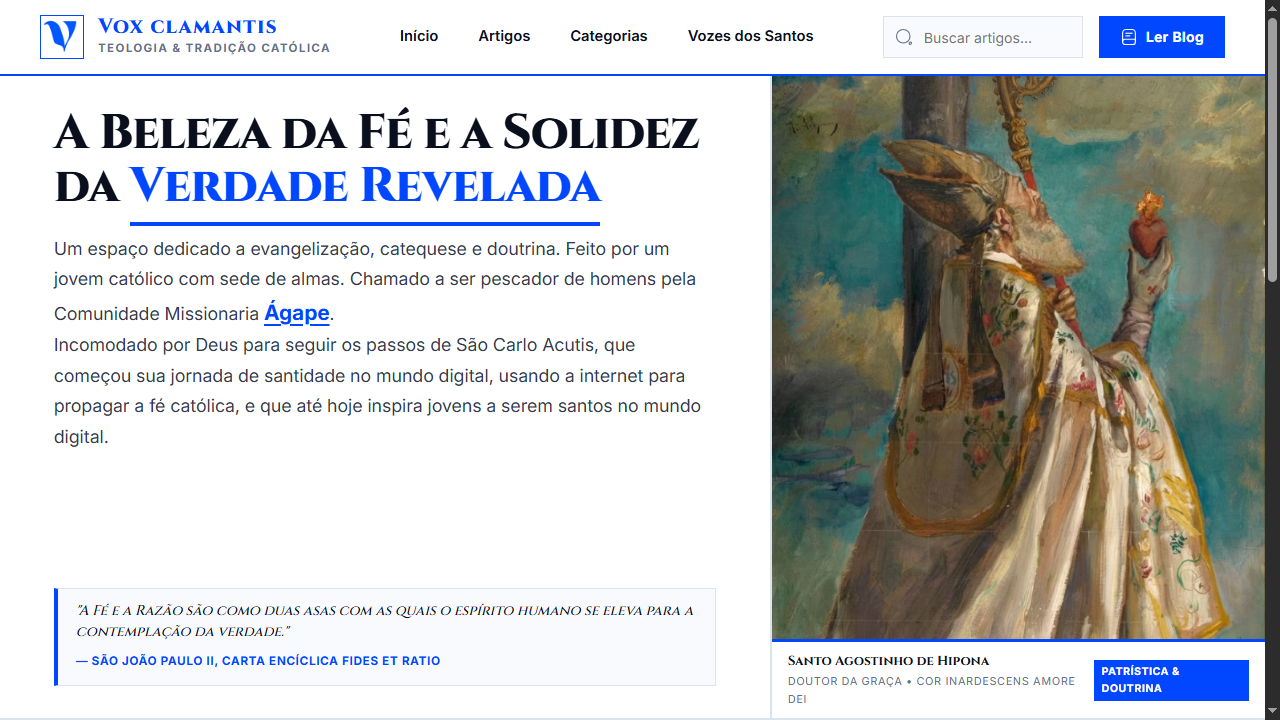 VOX CLAMANTIS
TEOLOGIA & TRADIÇÃO CATÓLICA
Início
Artigos
Categorias
Vozes dos Santos
Buscar artigos...
Ler Blog
A Beleza da Fé e a Solidez
da Verdade Revelada
Um espaço dedicado a evangelização, catequese e doutrina. Feito por um
jovem católico com sede de almas. Chamado a ser pescador de homens pela
Comunidade Missionaria Ágape.
Incomodado por Deus para seguir os passos de São Carlo Acutis, que
começou sua jornada de santidade no mundo digital, usando a internet para
propagar a fé católica, e que até hoje inspira jovens a serem santos no mundo
digital.
"A Fé e a Razão são como duas asas com as quais o espírito humano se eleva para a
contemplação da verdade."
— SÃO JOÃO PAULO II, CARTA ENCÍCLICA FIDES ET RATIO
Santo Agostinho de Hipona
DOUTOR DA GRAÇA • COR INARDESCENS AMORE
DEI
PATRÍSTICA &
DOUTRINA